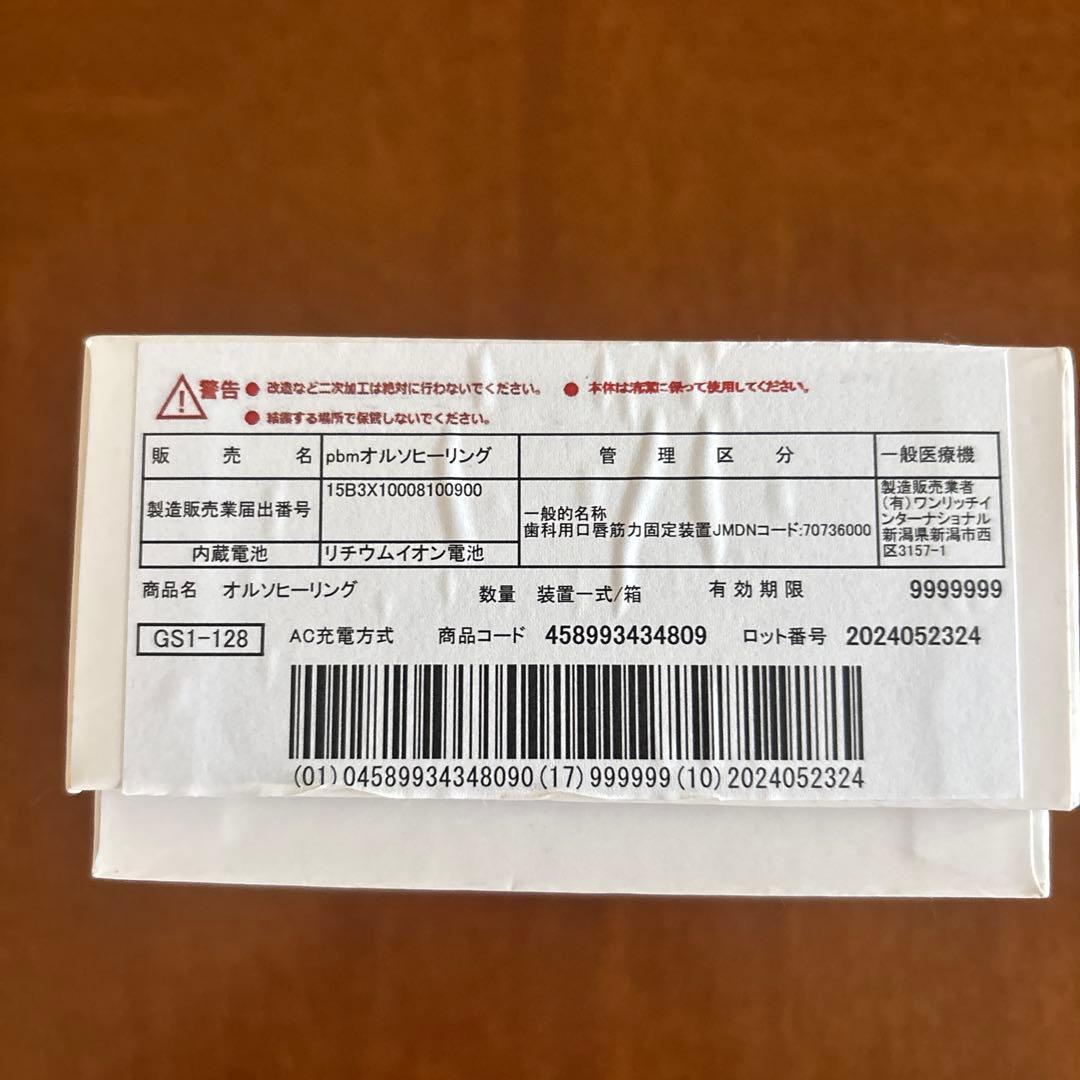 警告 ● 改造など二次加工は絶対に行わないでください。 ● 本体は清潔に保って使用してください。
● 結露する場所で保管しないでください。
販売名 pbmオルソヒーリング 管理区分 一般医療機
製造販売業届出番号 15B3X10008100900
一般的名称
歯科用口唇筋力固定装置JMDNコード:70736000
製造販売業者
(有)ワンリッチイ
ンターナショナル
新潟県新潟市西
区3157-1
内蔵電池 リチウムイオン電池
商品名 オルソヒーリング 数量 装置一式/箱 有効期限 9999999
GS1-128 AC充電方式 商品コード 458993434809 ロット番号 2024052324
(01)04589934348090(17)999999(10)2024052324